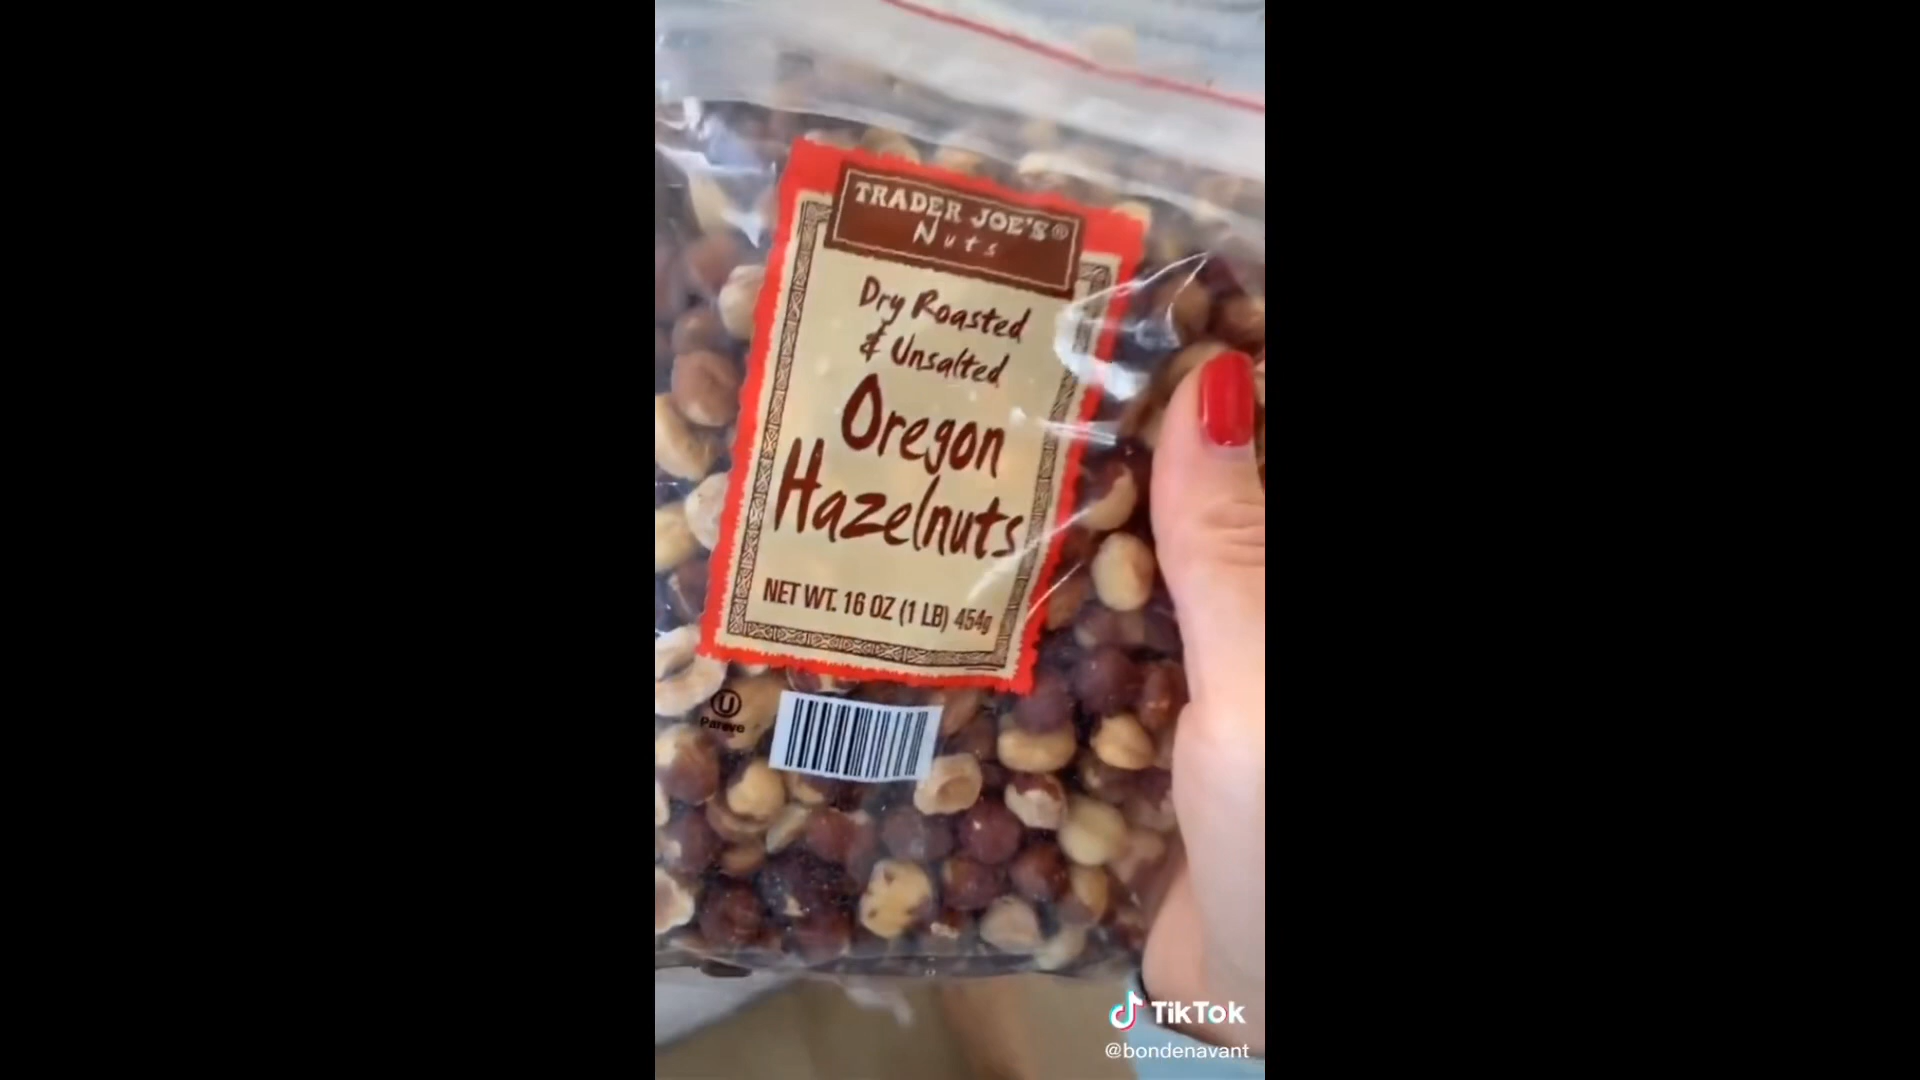 TRADER JOE'S®
Nuts
Dry Roasted
& Unsalted
Oregon
Hazelnuts
NET WT. 16 OZ (1 LB) 454g
U
Pareve
TikTok
@bondenavant